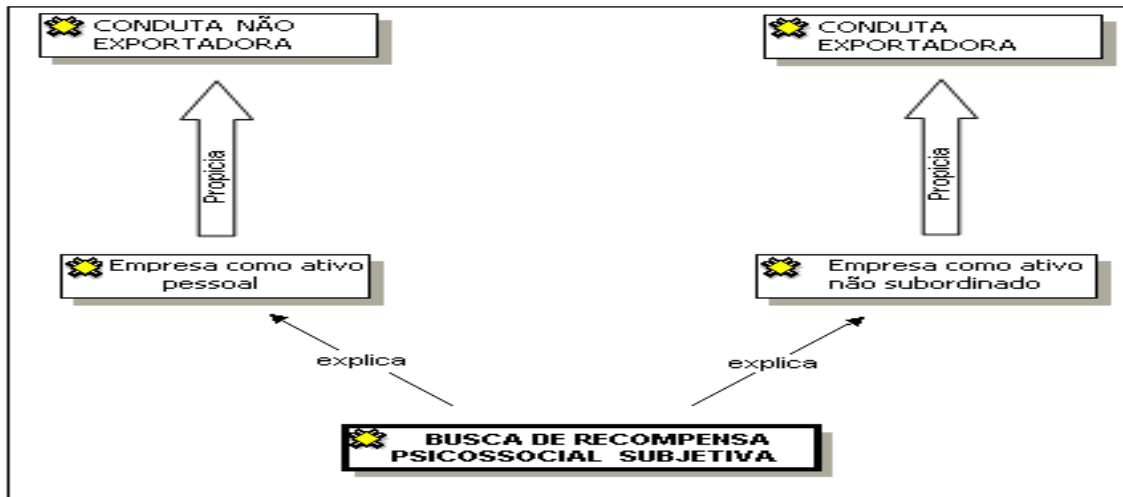 CONDUTA NÃO
EXPORTADORA
CONDUTA
EXPORTADORA
Propicia
Propicia
Empresa como ativo
pessoal
Empresa como ativo
não subordinado
explica
explica
BUSCA DE RECOMPENSA
PSICOSSOCIAL SUBJETIVA